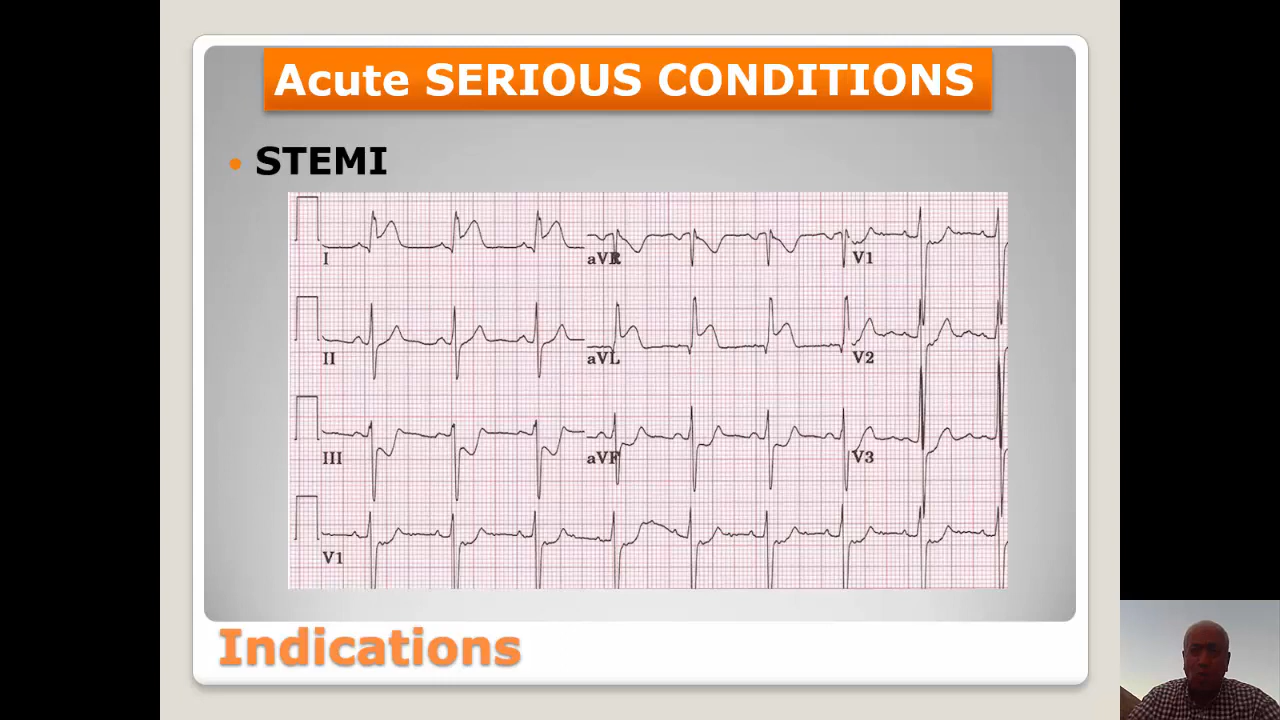 Acute SERIOUS CONDITIONS
• STEMI
I aVR V1
II aVL V2
III aVF V3
V1
Indications